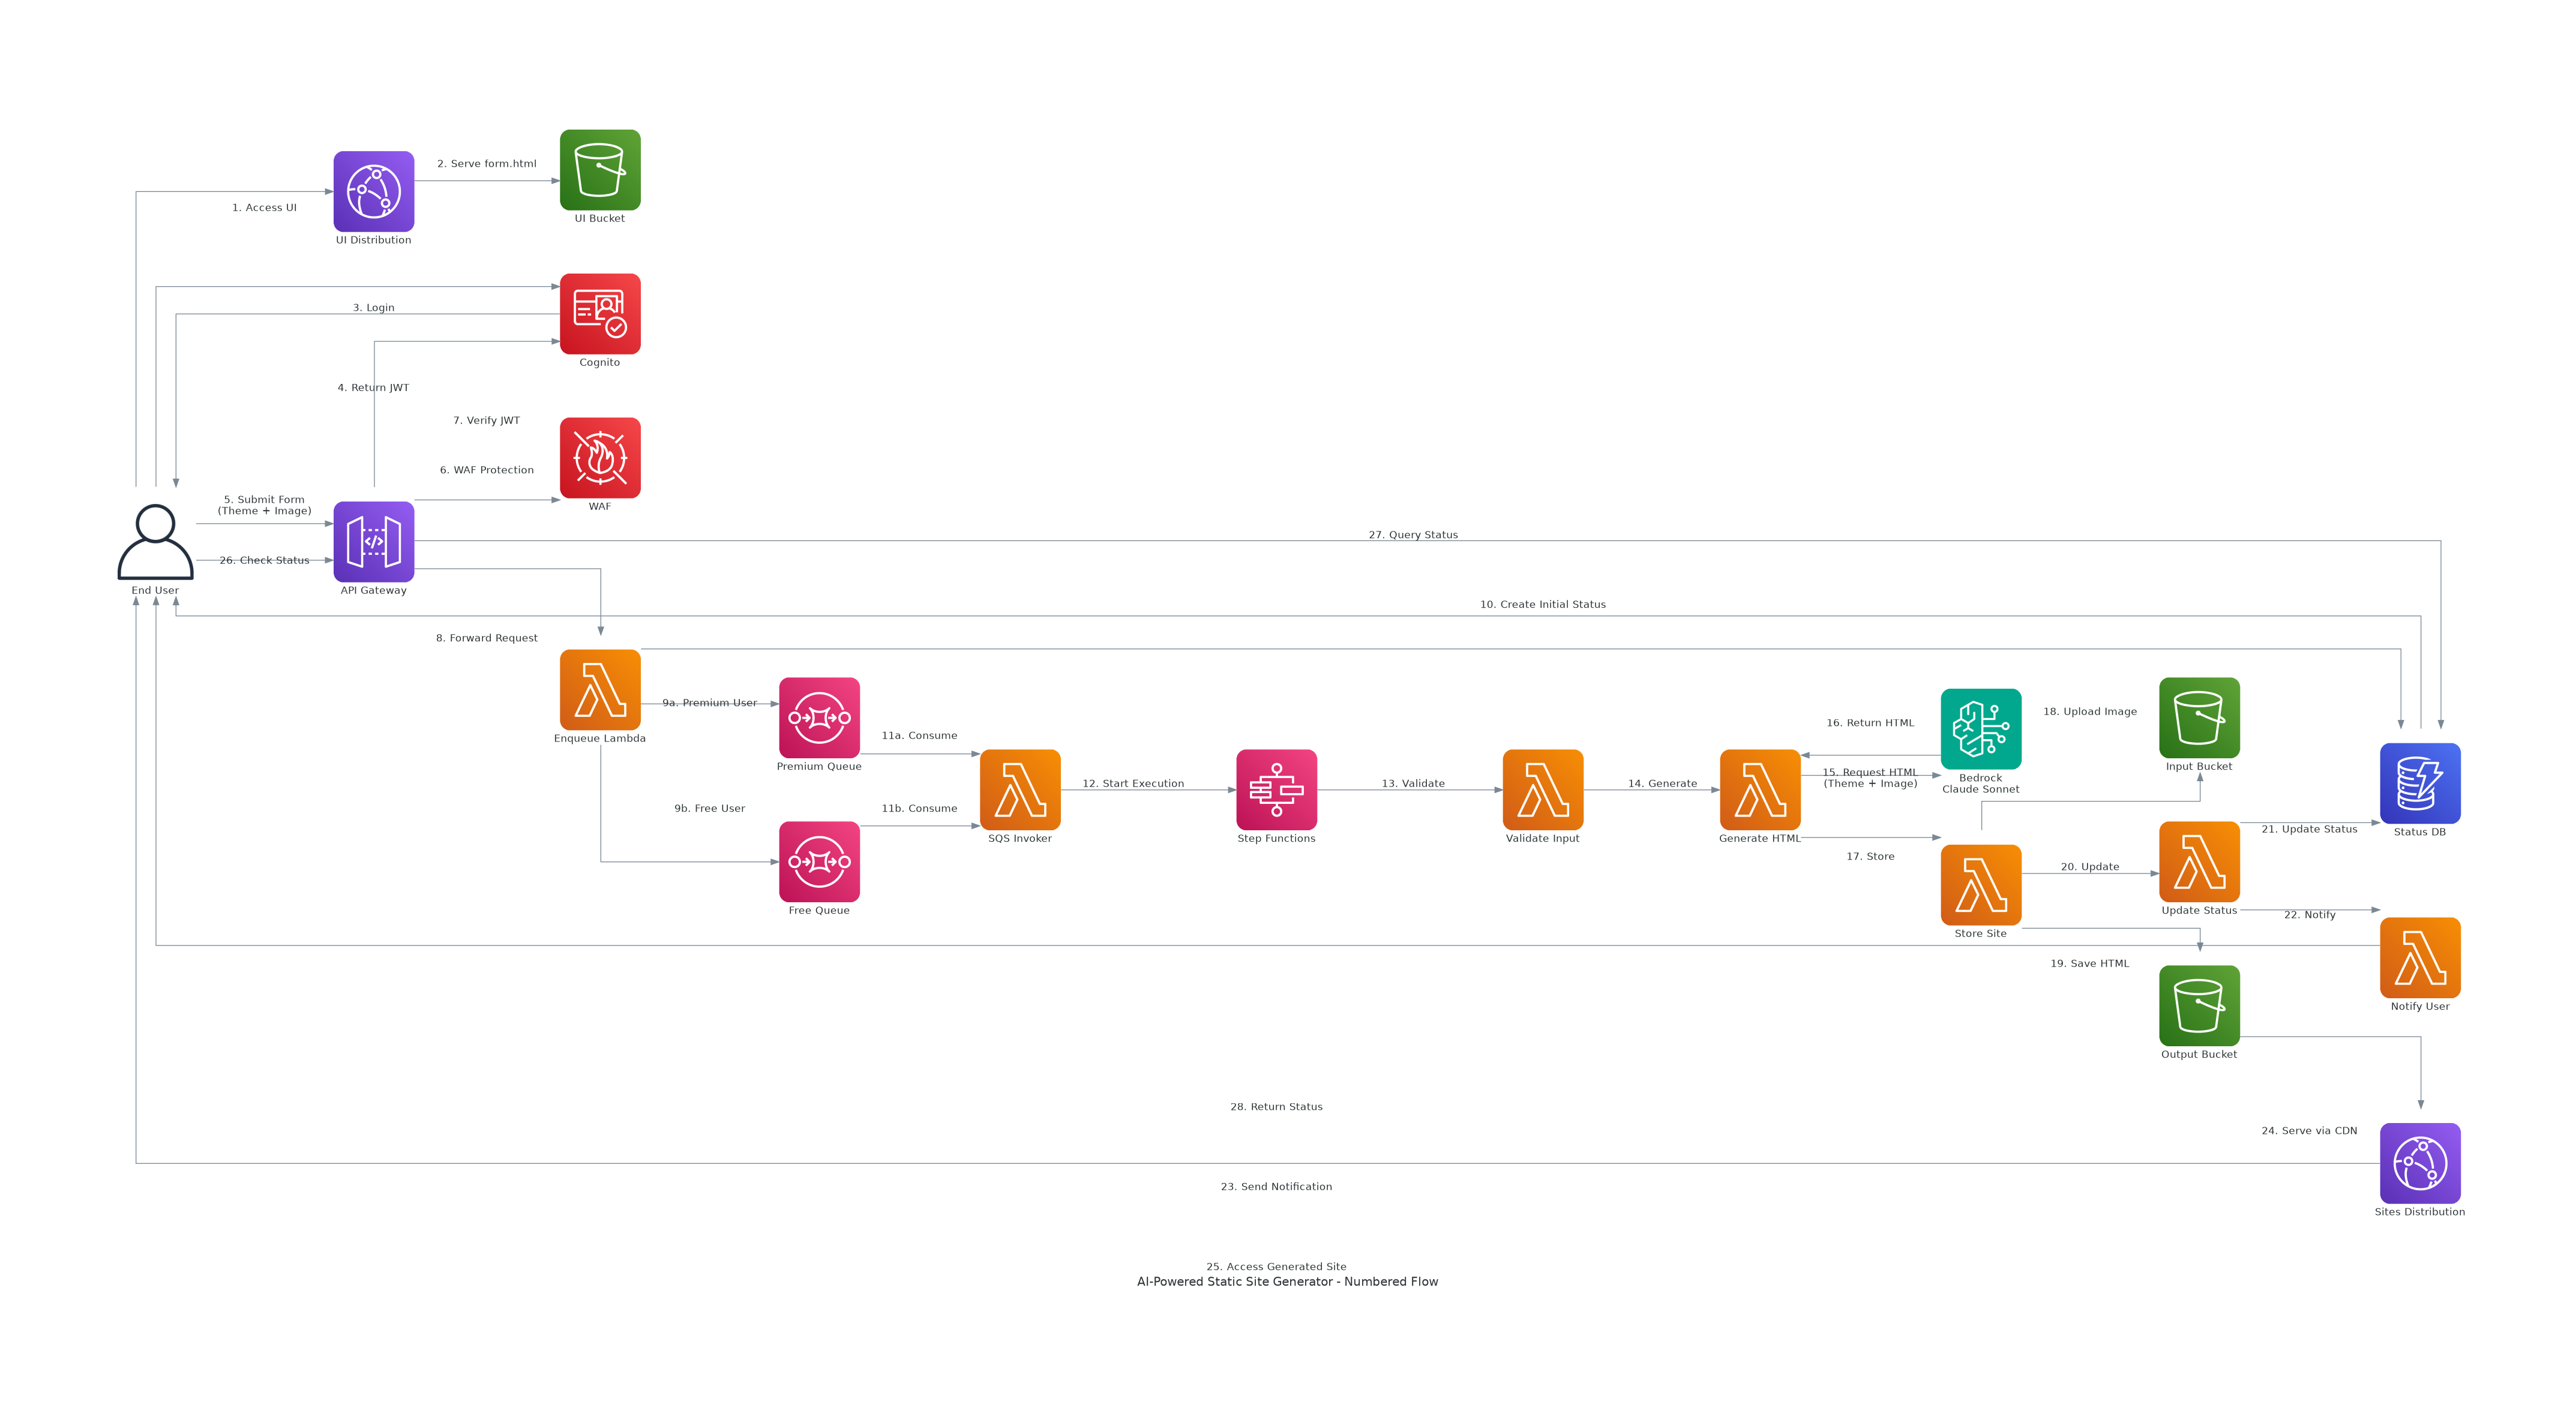 2. Serve form.html
1. Access UI
UI Bucket
UI Distribution
3. Login
Cognito
4. Return JWT
7. Verify JWT
6. WAF Protection
5. Submit Form
(Theme + Image)
WAF
27. Query Status
26. Check Status
End User
API Gateway
10. Create Initial Status
8. Forward Request
9a. Premium User
Enqueue Lambda
Premium Queue
11a. Consume
9b. Free User
11b. Consume
Free Queue
12. Start Execution
SQS Invoker
13. Validate
Step Functions
14. Generate
Validate Input
16. Return HTML
15. Request HTML
(Theme + Image)
Generate HTML
Bedrock
Claude Sonnet
17. Store
18. Upload Image
Input Bucket
21. Update Status
Status DB
20. Update
Update Status
22. Notify
Store Site
19. Save HTML
Notify User
Output Bucket
28. Return Status
24. Serve via CDN
23. Send Notification
Sites Distribution
25. Access Generated Site
AI-Powered Static Site Generator - Numbered Flow